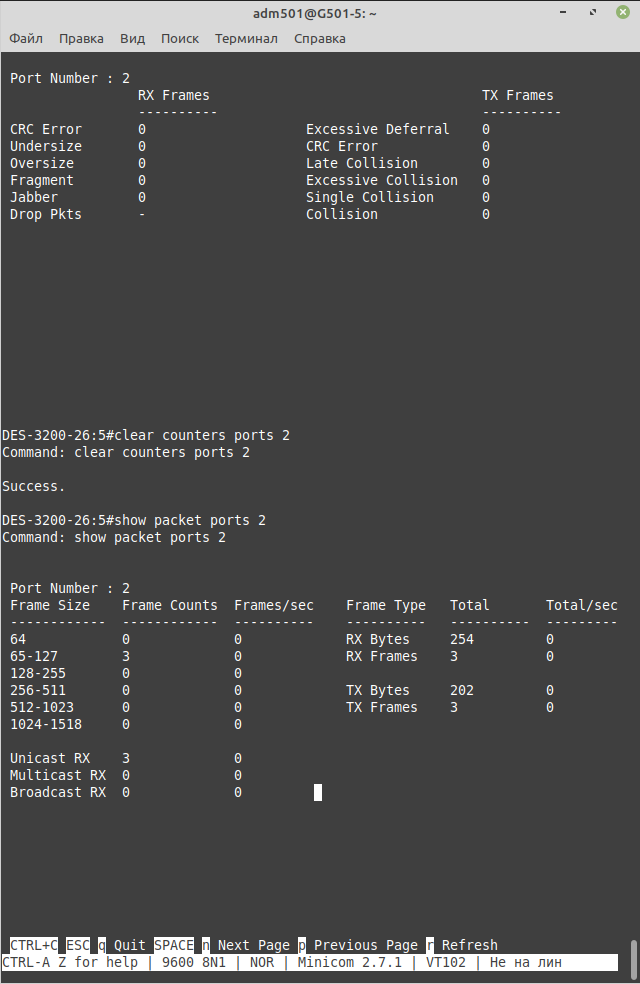 adm501@G501-5: ~
Файл Правка Вид Поиск Терминал Справка
Port Number : 2
RX Frames TX Frames
---------- ----------
CRC Error 0 Excessive Deferral 0
Undersize 0 CRC Error 0
Oversize 0 Late Collision 0
Fragment 0 Excessive Collision 0
Jabber 0 Single Collision 0
Drop Pkts - Collision 0
DES-3200-26:5#clear counters ports 2
Command: clear counters ports 2
Success.
DES-3200-26:5#show packet ports 2
Command: show packet ports 2
Port Number : 2
Frame Size Frame Counts Frames/sec Frame Type Total Total/sec
------------ ------------ ---------- ---------- ---------- ---------
64 0 0 RX Bytes 254 0
65-127 3 0 RX Frames 3 0
128-255 0 0
256-511 0 0 TX Bytes 202 0
512-1023 0 0 TX Frames 3 0
1024-1518 0 0
Unicast RX 3 0
Multicast RX 0 0
Broadcast RX 0 0
CTRL+C ESC q Quit SPACE n Next Page p Previous Page r Refresh
CTRL-A Z for help | 9600 8N1 | NOR | Minicom 2.7.1 | VT102 | Не на лин